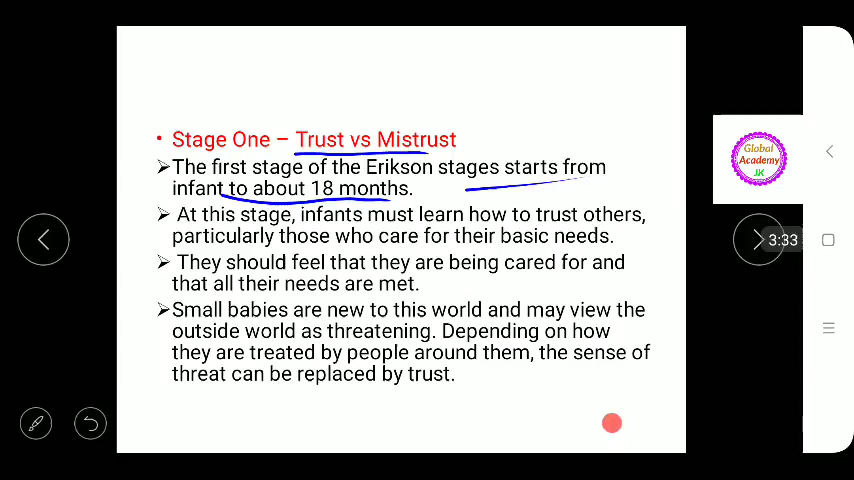 • Stage One – Trust vs Mistrust
➢The first stage of the Erikson stages starts from
infant to about 18 months.
➢ At this stage, infants must learn how to trust others,
particularly those who care for their basic needs.
➢ They should feel that they are being cared for and
that all their needs are met.
➢Small babies are new to this world and may view the
outside world as threatening. Depending on how
they are treated by people around them, the sense of
threat can be replaced by trust.
Global
Academy
JK
3:33